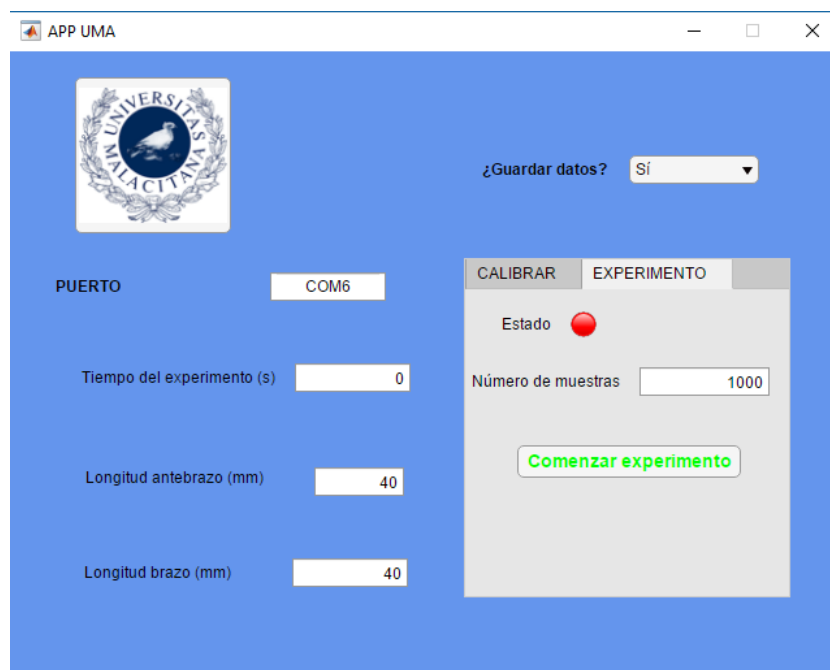 APP UMA
UNIVERSITAS MALACITANA
¿Guardar datos? Sí
PUERTO COM6
Tiempo del experimento (s) 0
Longitud antebrazo (mm) 40
Longitud brazo (mm) 40
CALIBRAR EXPERIMENTO
Estado
Número de muestras 1000
Comenzar experimento